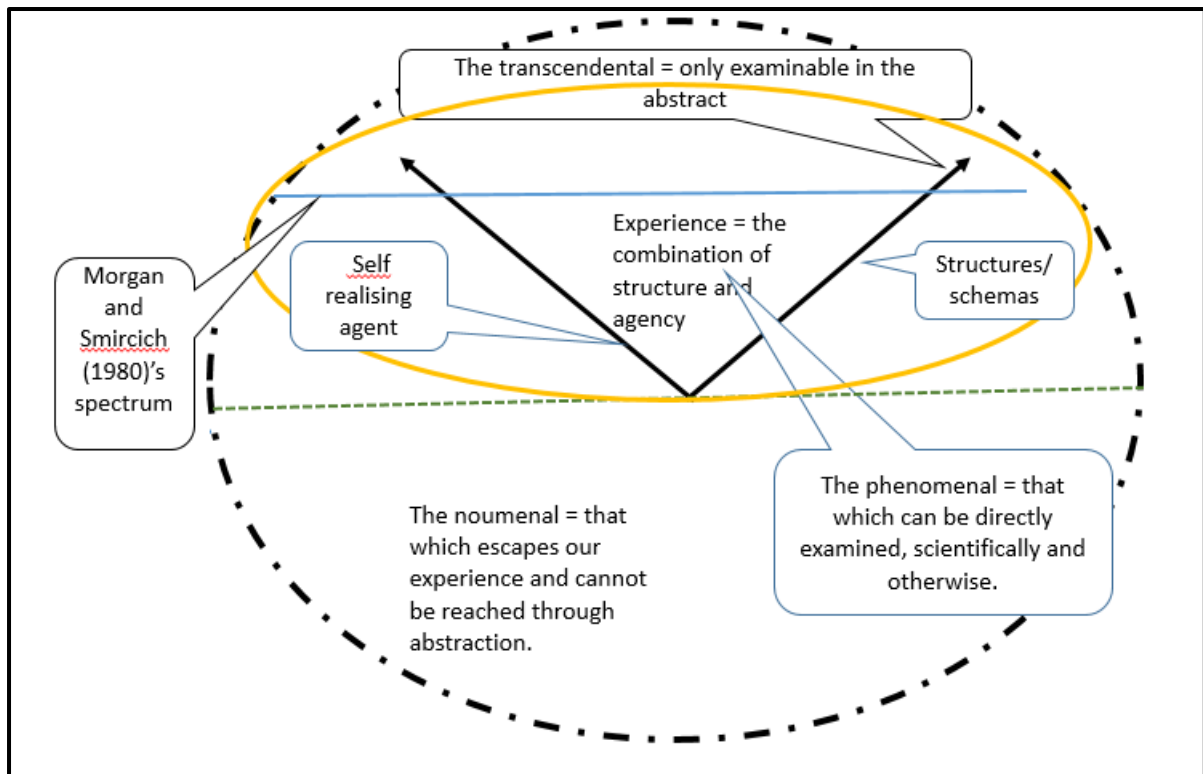 The transcendental = only examinable in the
abstract
Experience = the
combination of
structure and
agency
Self
realising
agent
Structures/
schemas
Morgan
and
Smircich
(1980)'s
spectrum
The noumenal = that
which escapes our
experience and cannot
be reached through
abstraction.
The phenomenal = that
which can be directly
examined, scientifically and
otherwise.